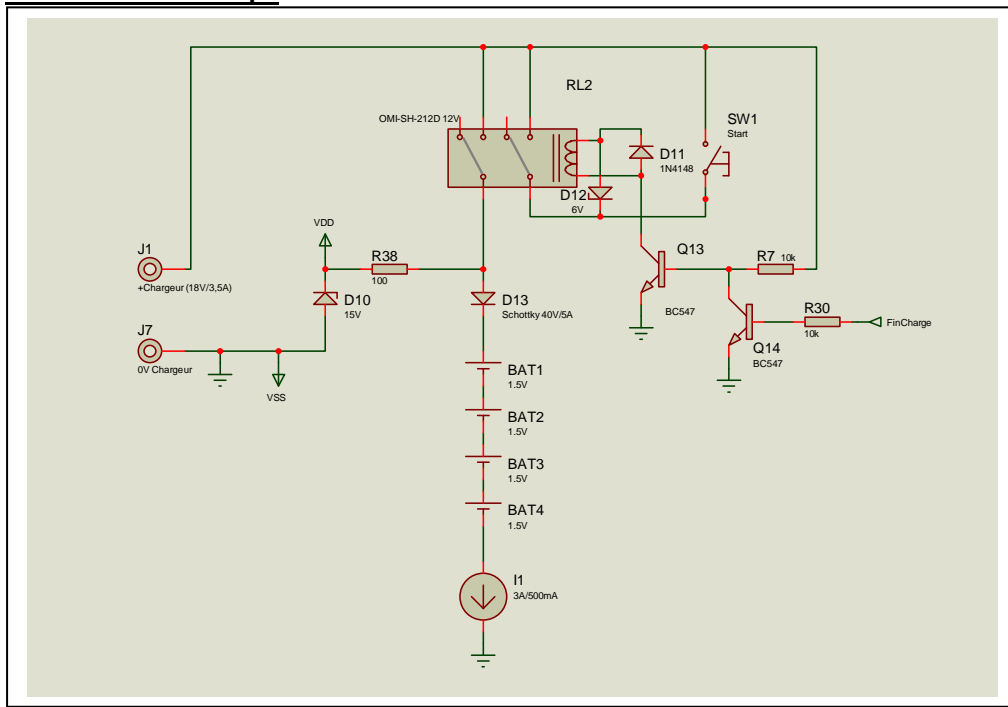 RL2
OMI-SH-212D 12V
SW1
Start
D11
1N4148
D12
6V
VDD
J1
+Chargeur (18V/3,5A)
R38
100
Q13
BC547
R7 10k
D10
15V
D13
Schottky 40V/5A
R30
10k
FinCharge
J7
0V Chargeur
VSS
Q14
BC547
BAT1
1.5V
BAT2
1.5V
BAT3
1.5V
BAT4
1.5V
I1
3A/500mA